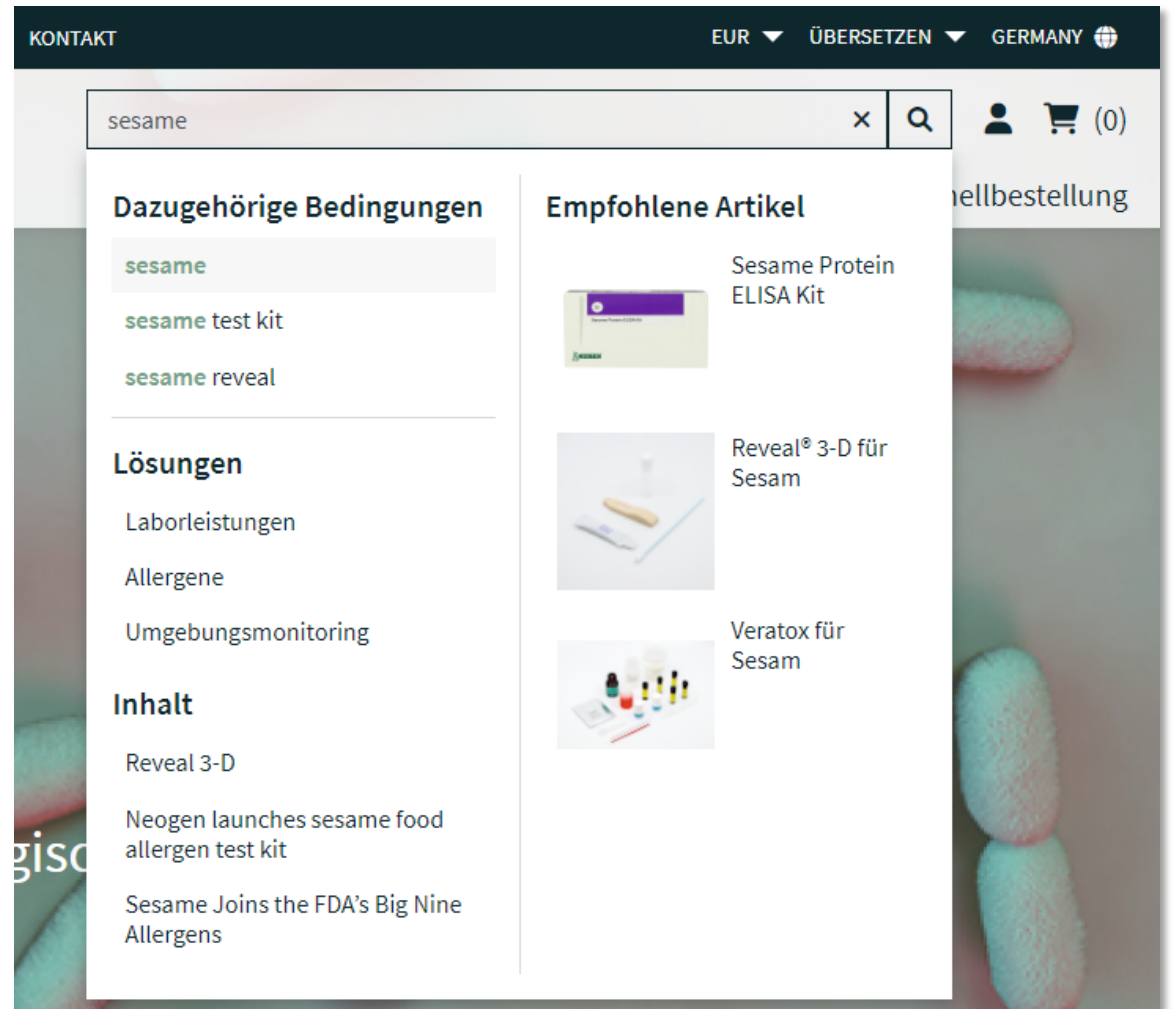 KONTAKT
EUR
ÜBERSETZEN
GERMANY
sesame
(0)
nellbestellung
Dazugehörige Bedingungen
sesame
sesame test kit
sesame reveal
Lösungen
Laborleistungen
Allergene
Umgebungsmonitoring
Inhalt
Reveal 3-D
Neogen launches sesame food
allergen test kit
Sesame Joins the FDA’s Big Nine
Allergens
Empfohlene Artikel
Sesame Protein
ELISA Kit
Reveal® 3-D für
Sesam
Veratox für
Sesam
gisc